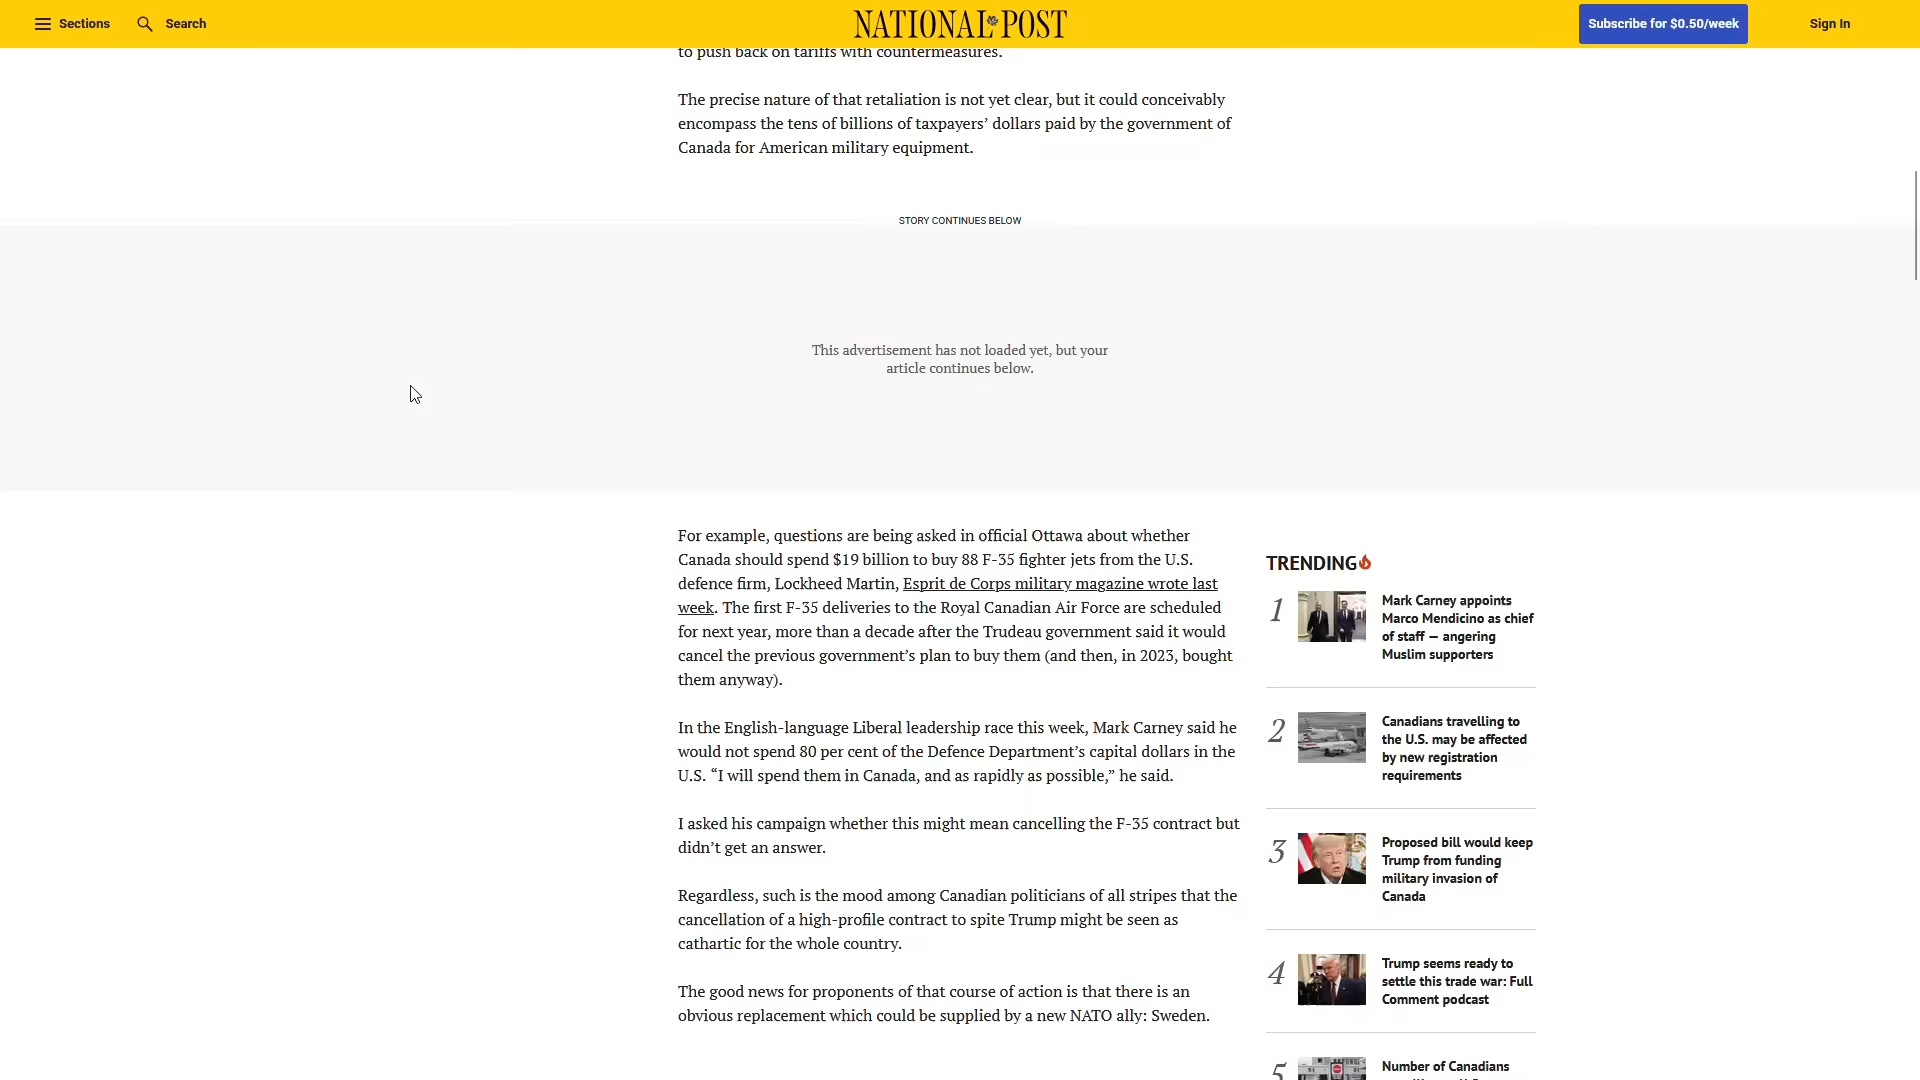 Sections
Search
NATIONAL POST
Subscribe for $0.50/week
Sign In
to push back on tariffs with countermeasures.
The precise nature of that retaliation is not yet clear, but it could conceivably
encompass the tens of billions of taxpayers’ dollars paid by the government of
Canada for American military equipment.
STORY CONTINUES BELOW
This advertisement has not loaded yet, but your
article continues below.
For example, questions are being asked in official Ottawa about whether
Canada should spend $19 billion to buy 88 F-35 fighter jets from the U.S.
defence firm, Lockheed Martin, Esprit de Corps military magazine wrote last
week. The first F-35 deliveries to the Royal Canadian Air Force are scheduled
for next year, more than a decade after the Trudeau government said it would
cancel the previous government’s plan to buy them (and then, in 2023, bought
them anyway).
In the English-language Liberal leadership race this week, Mark Carney said he
would not spend 80 per cent of the Defence Department’s capital dollars in the
U.S. “I will spend them in Canada, and as rapidly as possible,” he said.
I asked his campaign whether this might mean cancelling the F-35 contract but
didn’t get an answer.
Regardless, such is the mood among Canadian politicians of all stripes that the
cancellation of a high-profile contract to spite Trump might be seen as
cathartic for the whole country.
The good news for proponents of that course of action is that there is an
obvious replacement which could be supplied by a new NATO ally: Sweden.
TRENDING
1
Mark Carney appoints
Marco Mendicino as chief
of staff — angering
Muslim supporters
2
Canadians travelling to
the U.S. may be affected
by new registration
requirements
3
Proposed bill would keep
Trump from funding
military invasion of
Canada
4
Trump seems ready to
settle this trade war: Full
Comment podcast
5
Number of Canadians